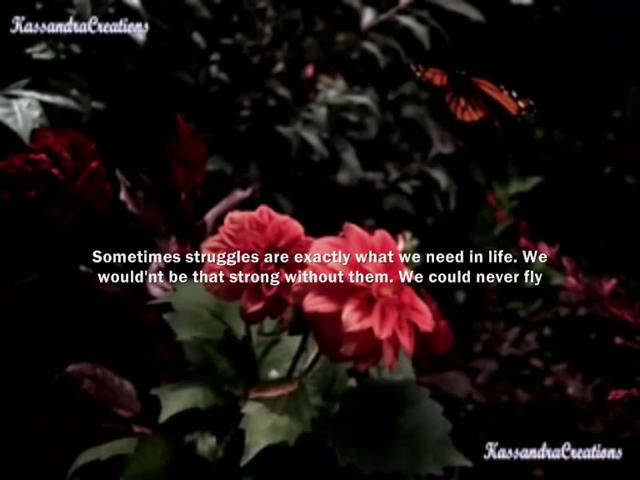 KassandraCreations
Sometimes struggles are exactly what we need in life. We
would'nt be that strong without them. We could never fly
KassandraCreations